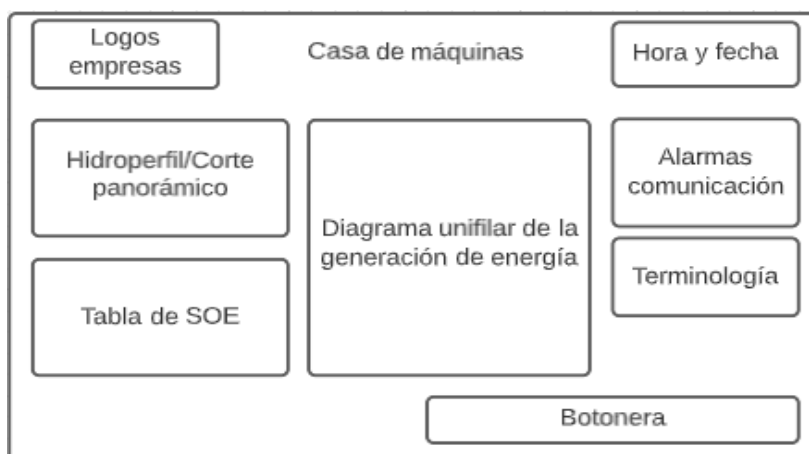 Logos
empresas
Casa de máquinas
Hora y fecha
Hidroperfil/Corte
panorámico
Diagrama unifilar de la
generación de energía
Alarmas
comunicación
Terminología
Tabla de SOE
Botonera